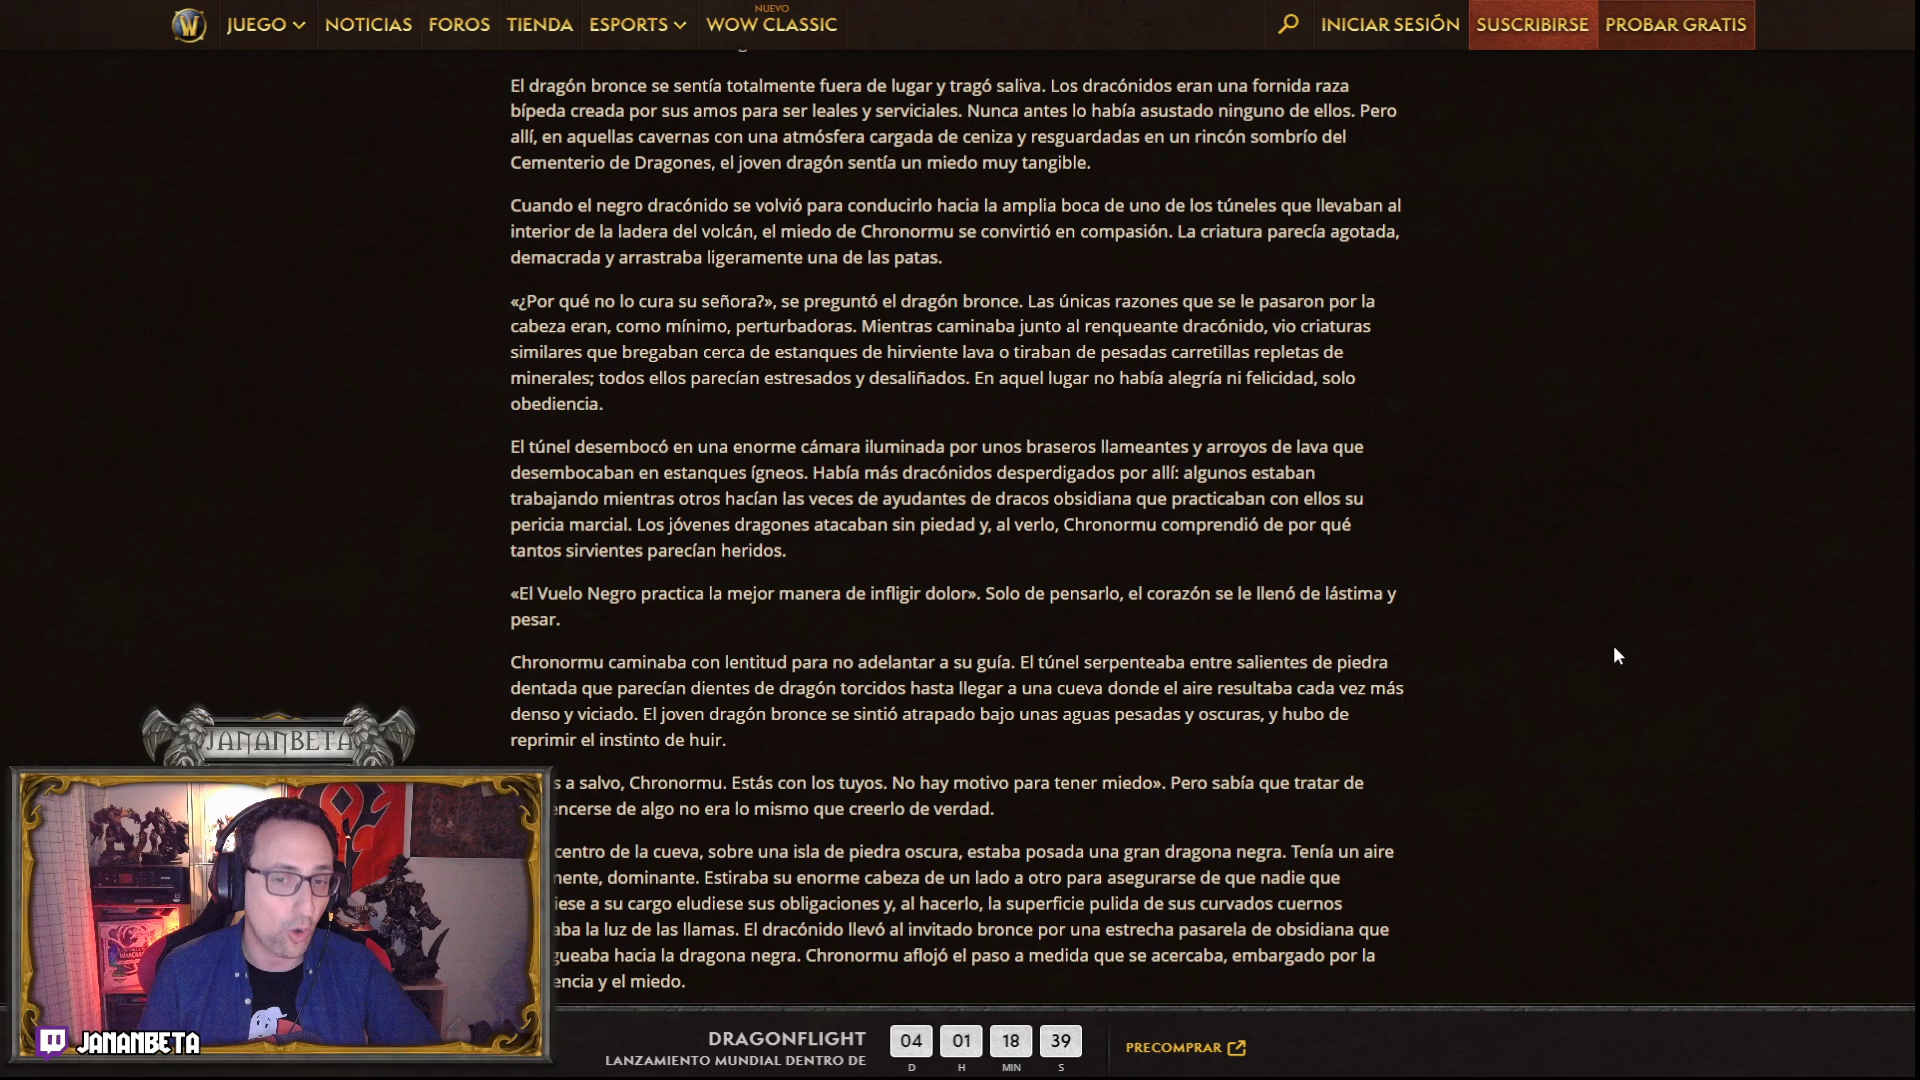 JUEGO NOTICIAS FOROS TIENDA ESPORTS NUEVO WOW CLASSIC INICIAR SESIÓN SUSCRIBIRSE PROBAR GRATIS
El dragón bronce se sentía totalmente fuera de lugar y tragó saliva. Los dracónidos eran una fornida raza
bípeda creada por sus amos para ser leales y serviciales. Nunca antes lo había asustado ninguno de ellos. Pero
allí, en aquellas cavernas con una atmósfera cargada de ceniza y resguardadas en un rincón sombrío del
Cementerio de Dragones, el joven dragón sentía un miedo muy tangible.
Cuando el negro dracónido se volvió para conducirlo hacia la amplia boca de uno de los túneles que llevaban al
interior de la ladera del volcán, el miedo de Chronormu se convirtió en compasión. La criatura parecía agotada,
demacrada y arrastraba ligeramente una de las patas.
«¿Por qué no lo cura su señora?», se preguntó el dragón bronce. Las únicas razones que se le pasaron por la
cabeza eran, como mínimo, perturbadoras. Mientras caminaba junto al renqueante dracónido, vio criaturas
similares que bregaban cerca de estanques de hirviente lava o tiraban de pesadas carretillas repletas de
minerales; todos ellos parecían estresados y desaliñados. En aquel lugar no había alegría ni felicidad, solo
obediencia.
El túnel desembocó en una enorme cámara iluminada por unos braseros llameantes y arroyos de lava que
desembocaban en estanques ígneos. Había más dracónidos desperdigados por allí: algunos estaban
trabajando mientras otros hacían las veces de ayudantes de dracos obsidiana que practicaban con ellos su
pericia marcial. Los jóvenes dragones atacaban sin piedad y, al verlo, Chronormu comprendió de por qué
tantos sirvientes parecían heridos.
«El Vuelo Negro practica la mejor manera de infligir dolor». Solo de pensarlo, el corazón se le llenó de lástima y
pesar.
Chronormu caminaba con lentitud para no adelantar a su guía. El túnel serpenteaba entre salientes de piedra
dentada que parecían dientes de dragón torcidos hasta llegar a una cueva donde el aire resultaba cada vez más
denso y viciado. El joven dragón bronce se sintió atrapado bajo unas aguas pesadas y oscuras, y hubo de
reprimir el instinto de huir.
s a salvo, Chronormu. Estás con los tuyos. No hay motivo para tener miedo». Pero sabía que tratar de
encerse de algo no era lo mismo que creerlo de verdad.
centro de la cueva, sobre una isla de piedra oscura, estaba posada una gran dragona negra. Tenía un aire
nente, dominante. Estiraba su enorme cabeza de un lado a otro para asegurarse de que nadie que
iese a su cargo eludiese sus obligaciones y, al hacerlo, la superficie pulida de sus curvados cuernos
aba la luz de las llamas. El dracónido llevó al invitado bronce por una estrecha pasarela de obsidiana que
gueaba hacia la dragona negra. Chronormu aflojó el paso a medida que se acercaba, embargado por la
encia y el miedo.
JANANBETA
JANANBETA
DRAGONFLIGHT
LANZAMIENTO MUNDIAL DENTRO DE
04 01 18 39
D H MIN S
PRECOMPRAR